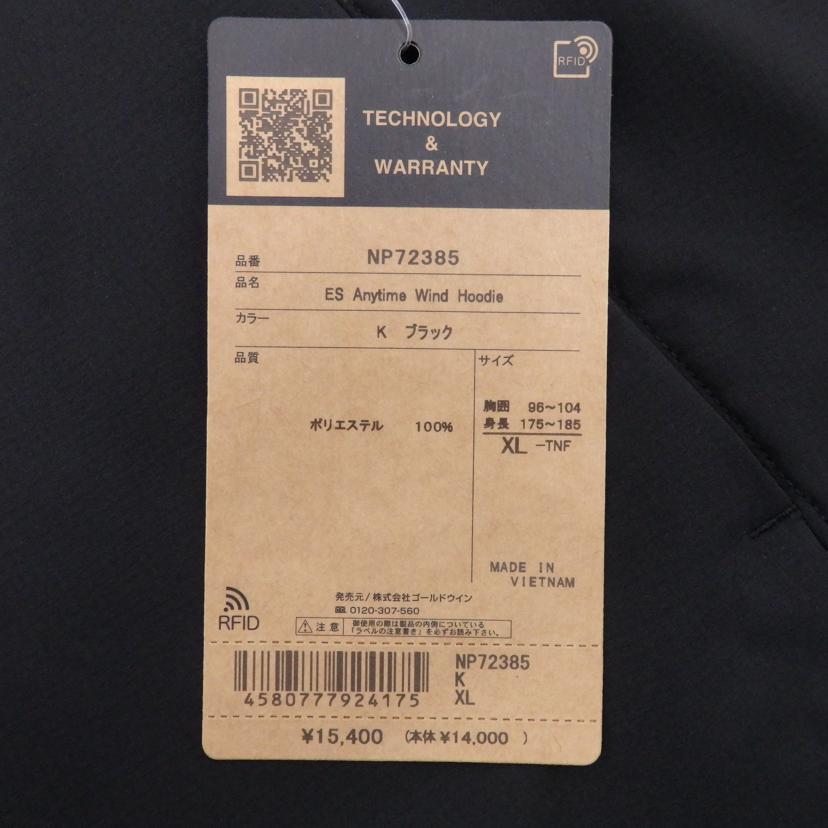 RFID
TECHNOLOGY
&
WARRANTY
品番 NP72385
品名
ES Anytime Wind Hoodie
カラー
K ブラック
品質
ポリエステル 100%
サイズ
胸囲 96~104
身長 175~185
XL -TNF
MADE IN
VIETNAM
発売元/株式会社ゴールドウイン
0120-307-560
RFID
注意
御使用の際は製品の内側についている
「ラベルの注意書き」を必ずお読み下さい。
4580777924175
NP72385
K
XL
¥15,400 (本体 ¥14,000 )